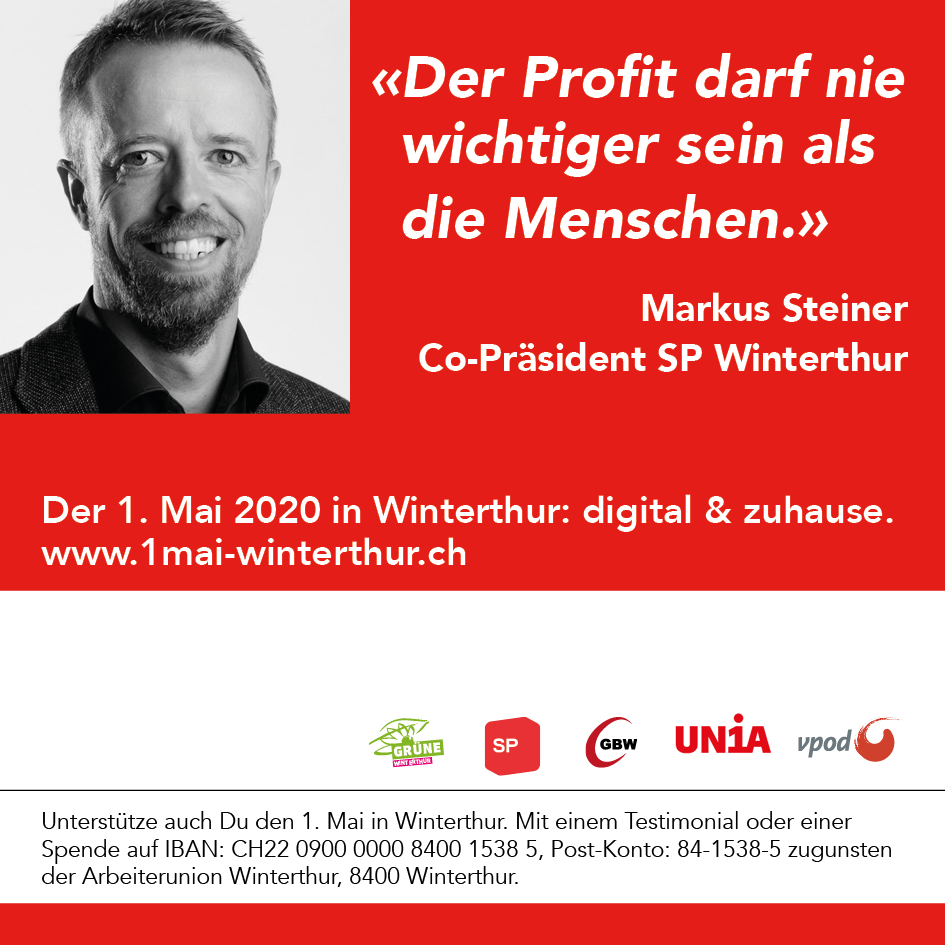 «Der Profit darf nie
wichtiger sein als
die Menschen.»
Markus Steiner
Co-Präsident SP Winterthur
Der 1. Mai 2020 in Winterthur: digital & zuhause.
www.1mai-winterthur.ch
GRÜNE
WINTERTHUR
SP
GBW
UNiA
vpod
Unterstütze auch Du den 1. Mai in Winterthur. Mit einem Testimonial oder einer
Spende auf IBAN: CH22 0900 0000 8400 1538 5, Post-Konto: 84-1538-5 zugunsten
der Arbeiterunion Winterthur, 8400 Winterthur.